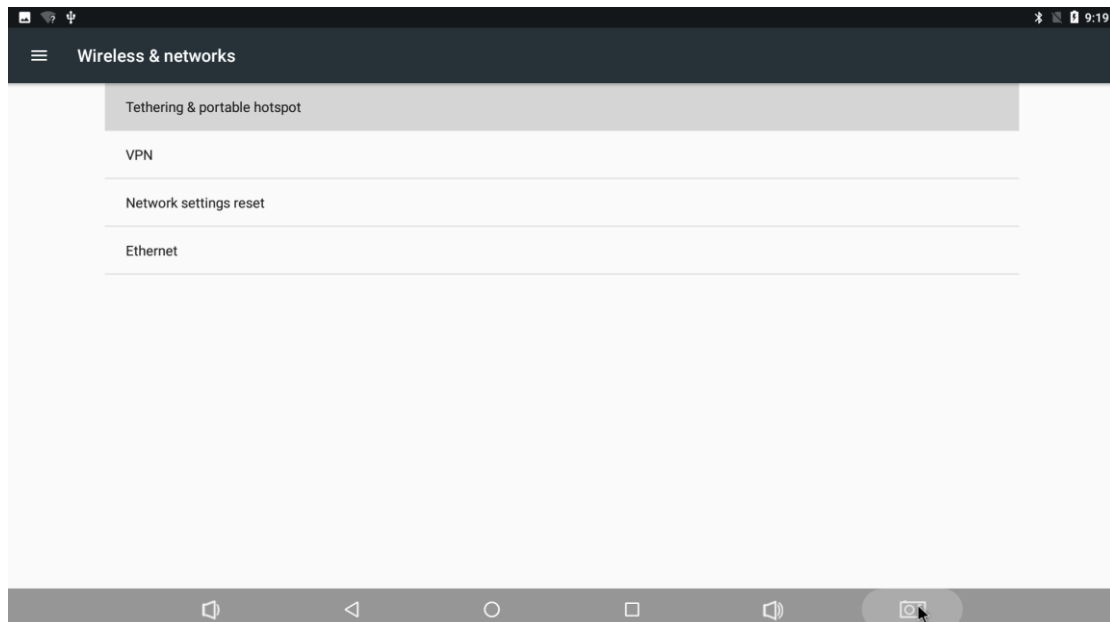 9:19
Wireless & networks
Tethering & portable hotspot
VPN
Network settings reset
Ethernet